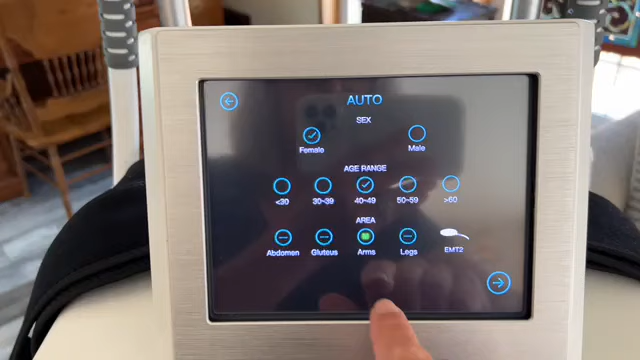 AUTO
SEX
Female Male
AGE RANGE
<30 30~39 40~49 50~59 >60
AREA
Abdomen Gluteus Arms Legs EMT2